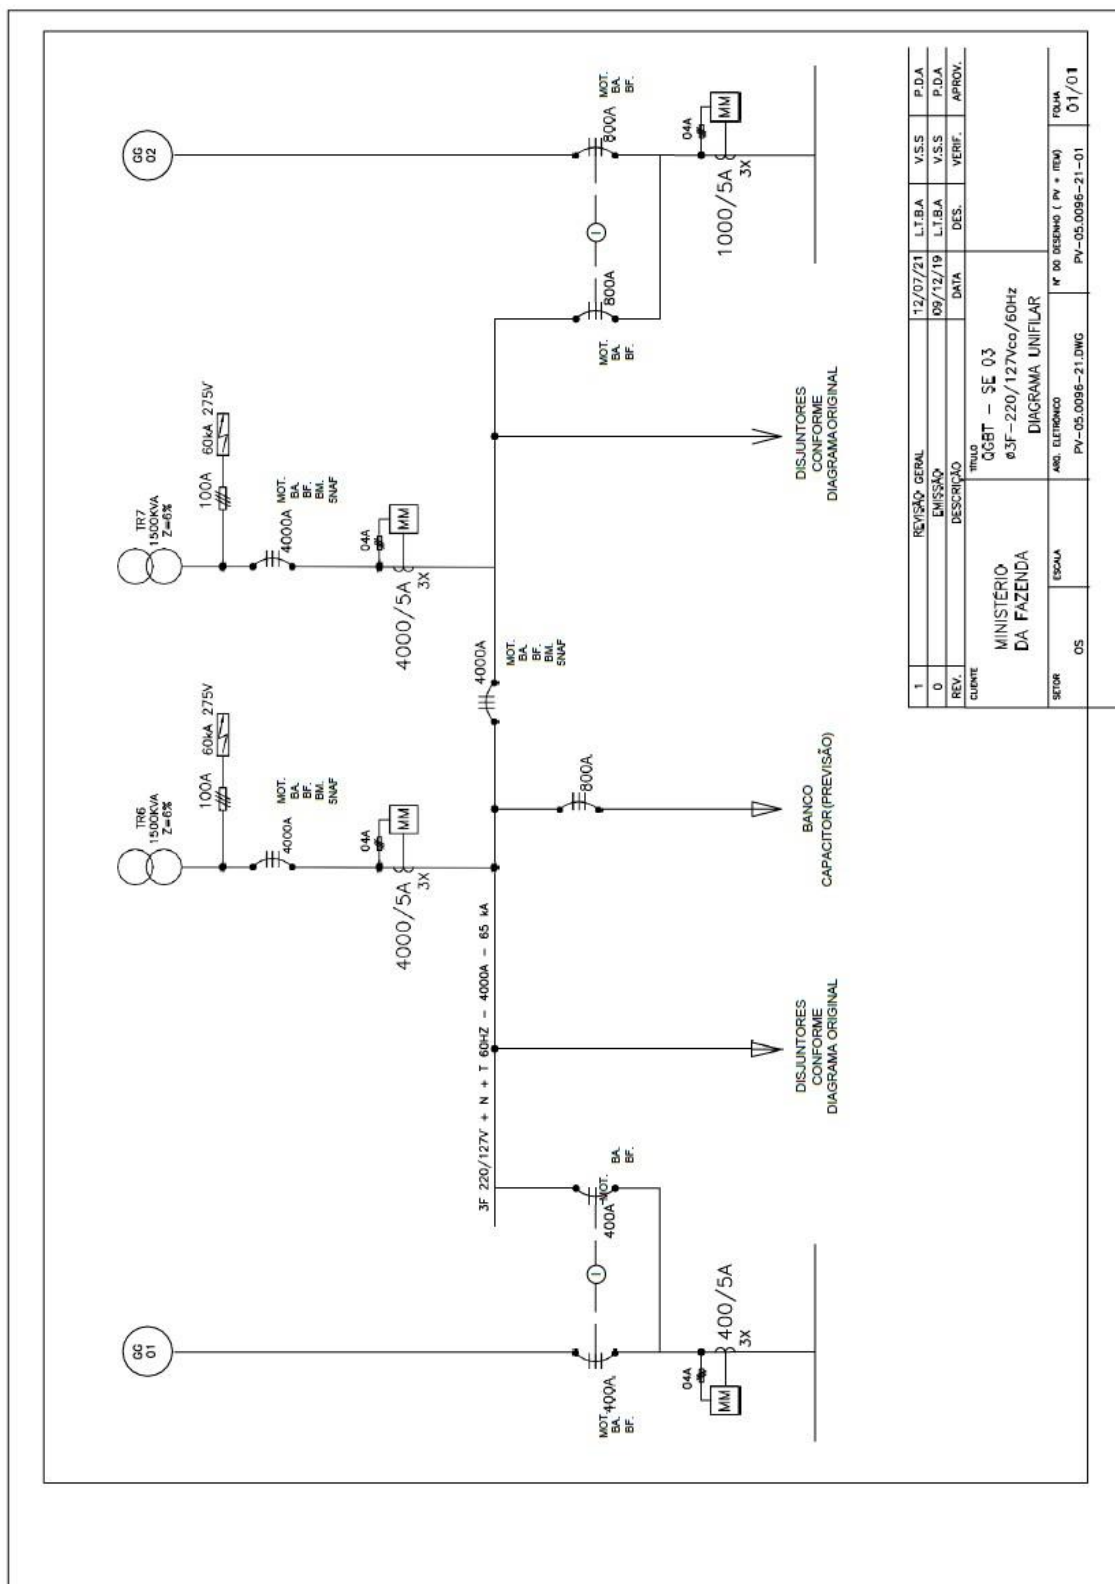 GG
01
MOT.
BA.
BF.
400A
04A
MM
400/5A
3X
I
MOT.
BA.
BF.
400A
3F 220/127V + N + T 60HZ - 4000A - 65 kA
DISJUNTORES
CONFORME
DIAGRAMA ORIGINAL
TR6
1500KVA
Z=6%
100A
60kA 275V
4000A
MOT.
BA.
BF.
BM.
5NAF
04A
MM
4000/5A
3X
800A
BANCO
CAPACITOR(PREVISÃO)
4000A
MOT.
BA.
BF.
BM.
5NAF
TR7
1500KVA
Z=6%
100A
60kA 275V
4000A
MOT.
BA.
BF.
BM.
5NAF
04A
MM
4000/5A
3X
DISJUNTORES
CONFORME
DIAGRAMA ORIGINAL
MOT.
BA.
BF.
800A
I
GG
02
800A
MOT.
BA.
BF.
04A
MM
1000/5A
3X
1 REVISÃO GERAL 12/07/21 L.T.B.A V.S.S P.D.A
0 EMISSÃO 09/12/19 L.T.B.A V.S.S P.D.A
REV. DESCRIÇÃO DATA DES. VERIF. APROV.
CLIENTE
MINISTÉRIO
DA FAZENDA
TÍTULO
QGBT - SE 03
ø3F-220/127Vca/60Hz
DIAGRAMA UNIFILAR
SETOR
OS
ESCALA
ARQ. ELETRÔNICO
PV-05.0096-21.DWG
Nº DO DESENHO ( PV + ITEM)
PV-05.0096-21-01
FOLHA
01/01